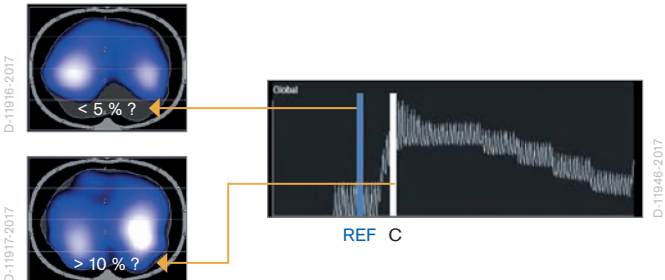 D-11916-2017
< 5 % ?
Global
D-11946-2017
REF C
D-11917-2017
> 10 % ?